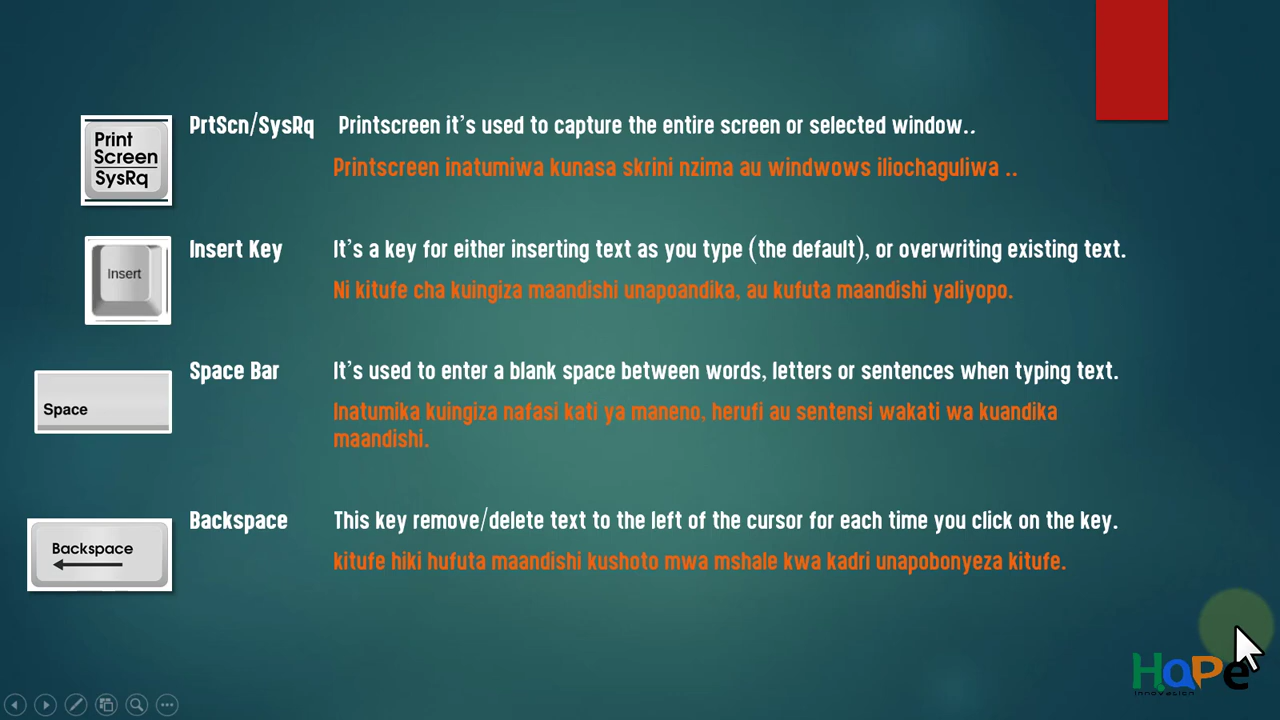 Print
Screen
SysRq
PrtScn/SysRq Printscreen it's used to capture the entire screen or selected window..
Printscreen inatumiwa kunasa skrini nzima au windwows iliochaguliwa ..
Insert
Insert Key It's a key for either inserting text as you type (the default), or overwriting existing text.
Ni kitufe cha kuingiza maandishi unapoandika, au kufuta maandishi yaliyopo.
Space
Space Bar It's used to enter a blank space between words, letters or sentences when typing text.
Inatumika kuingiza nafasi kati ya maneno, herufi au sentensi wakati wa kuandika
maandishi.
Backspace
Backspace This key remove/delete text to the left of the cursor for each time you click on the key.
kitufe hiki hufuta maandishi kushoto mwa mshale kwa kadri unapobonyeza kitufe.
HaPe
Innovation